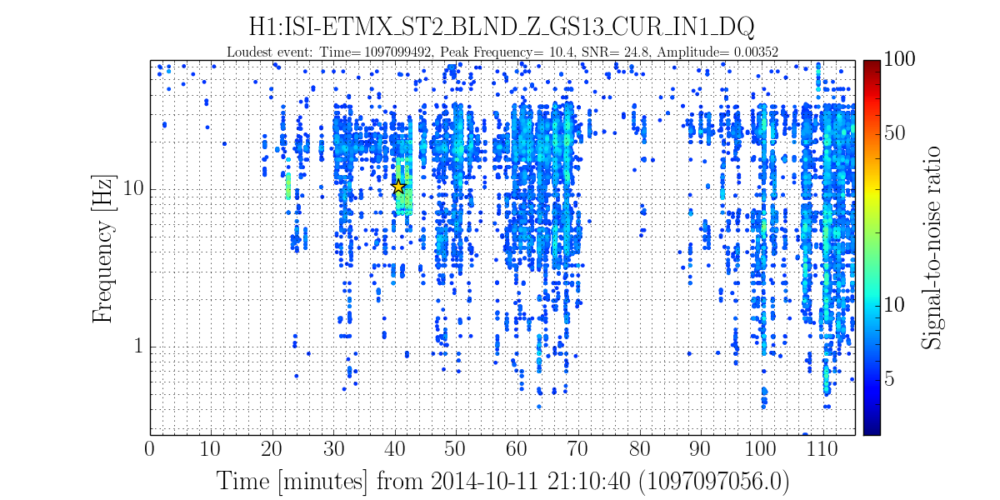 H1:ISI-ETMX_ST2_BLND_Z_GS13_CUR_IN1_DQ
Loudest event: Time= 1097099492, Peak Frequency= 10.4, SNR= 24.8, Amplitude= 0.00352
Frequency [Hz]
10
1
0 10 20 30 40 50 60 70 80 90 100 110
Time [minutes] from 2014-10-11 21:10:40 (1097097056.0)
100
50
10
5
Signal-to-noise ratio